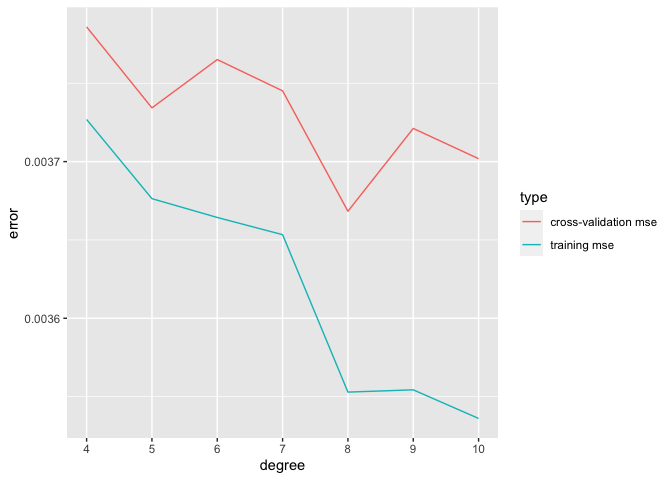 error
0.0037
0.0036
4 5 6 7 8 9 10
degree
type
cross-validation mse
training mse